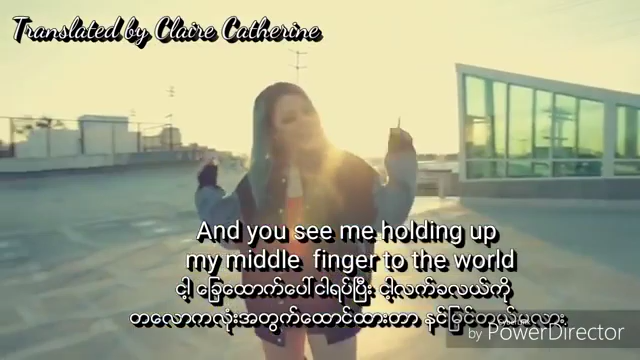 Translated by Claire Catherine
And you see me holding up
my middle finger to the world
ငါ့ ခြေထောက်ပေါ် ငါရပ်ပြီး ငါ့လက်ခလယ်ကို
တလောကလုံးအတွက်ထောင်ထားတာ နင်မြင်တယ်မလား
by PowerDirector